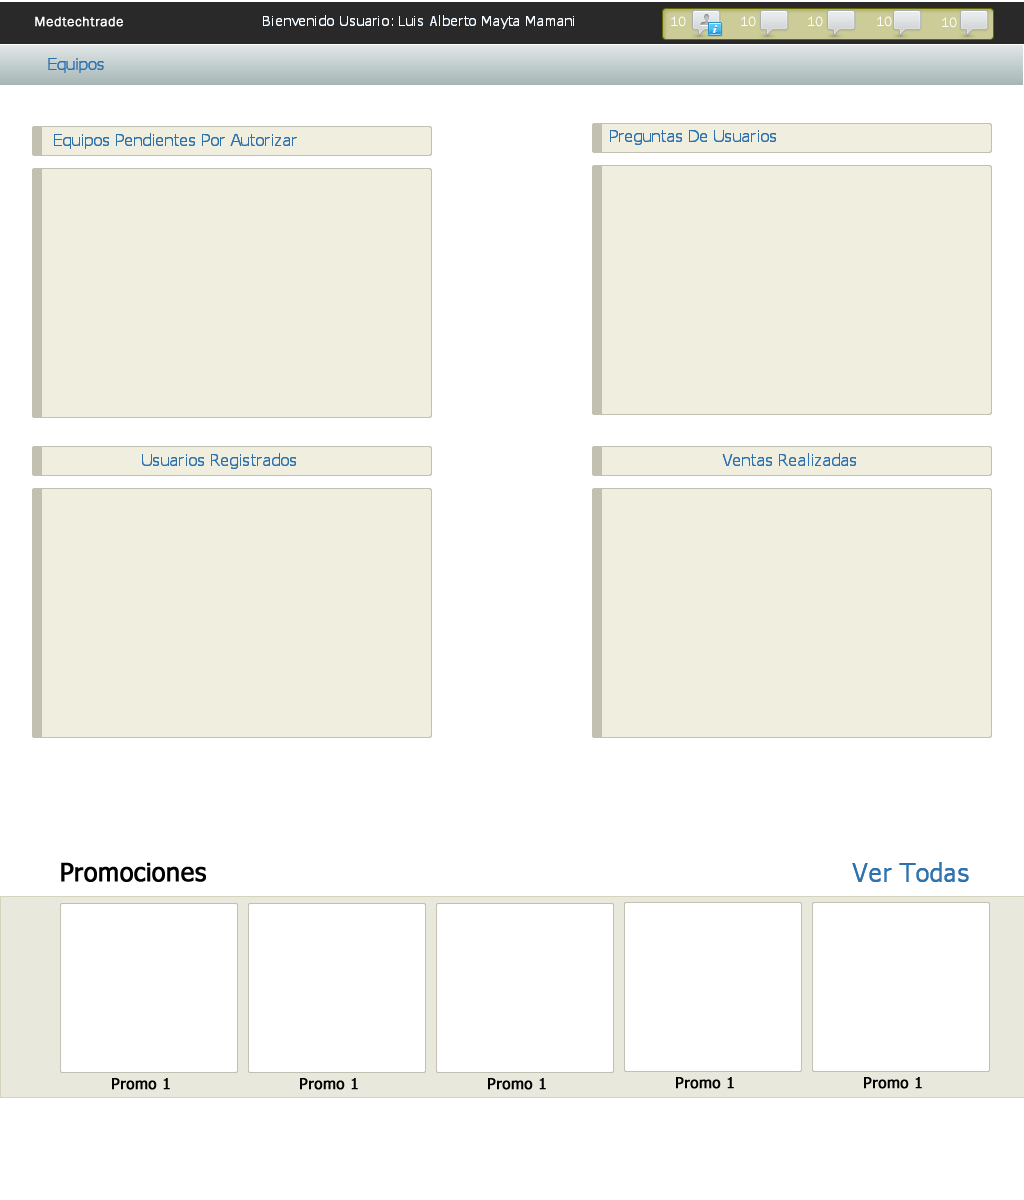 Medtechtrade Bienvenido Usuario: Luis Alberto Mayta Mamani 10 10 10 10 10
Equipos
Equipos Pendientes Por Autorizar Preguntas De Usuarios
Usuarios Registrados Ventas Realizadas
Promociones Ver Todas
Promo 1 Promo 1 Promo 1 Promo 1 Promo 1